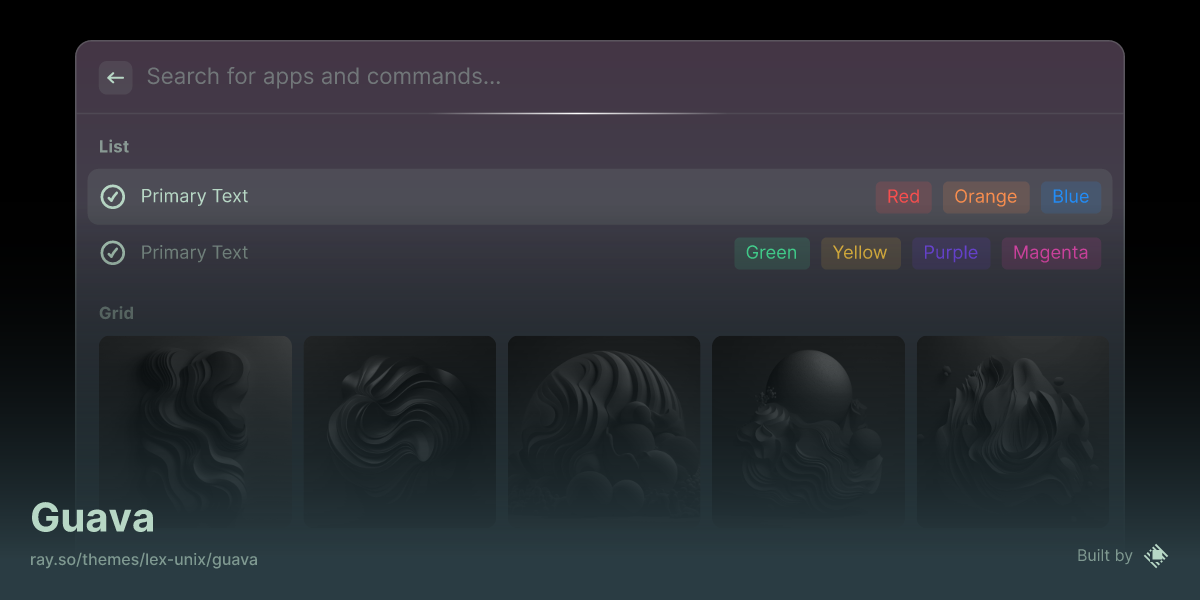 Search for apps and commands...
List
Primary Text Red Orange Blue
Primary Text Green Yellow Purple Magenta
Grid
Guava
ray.so/themes/lex-unix/guava
Built by